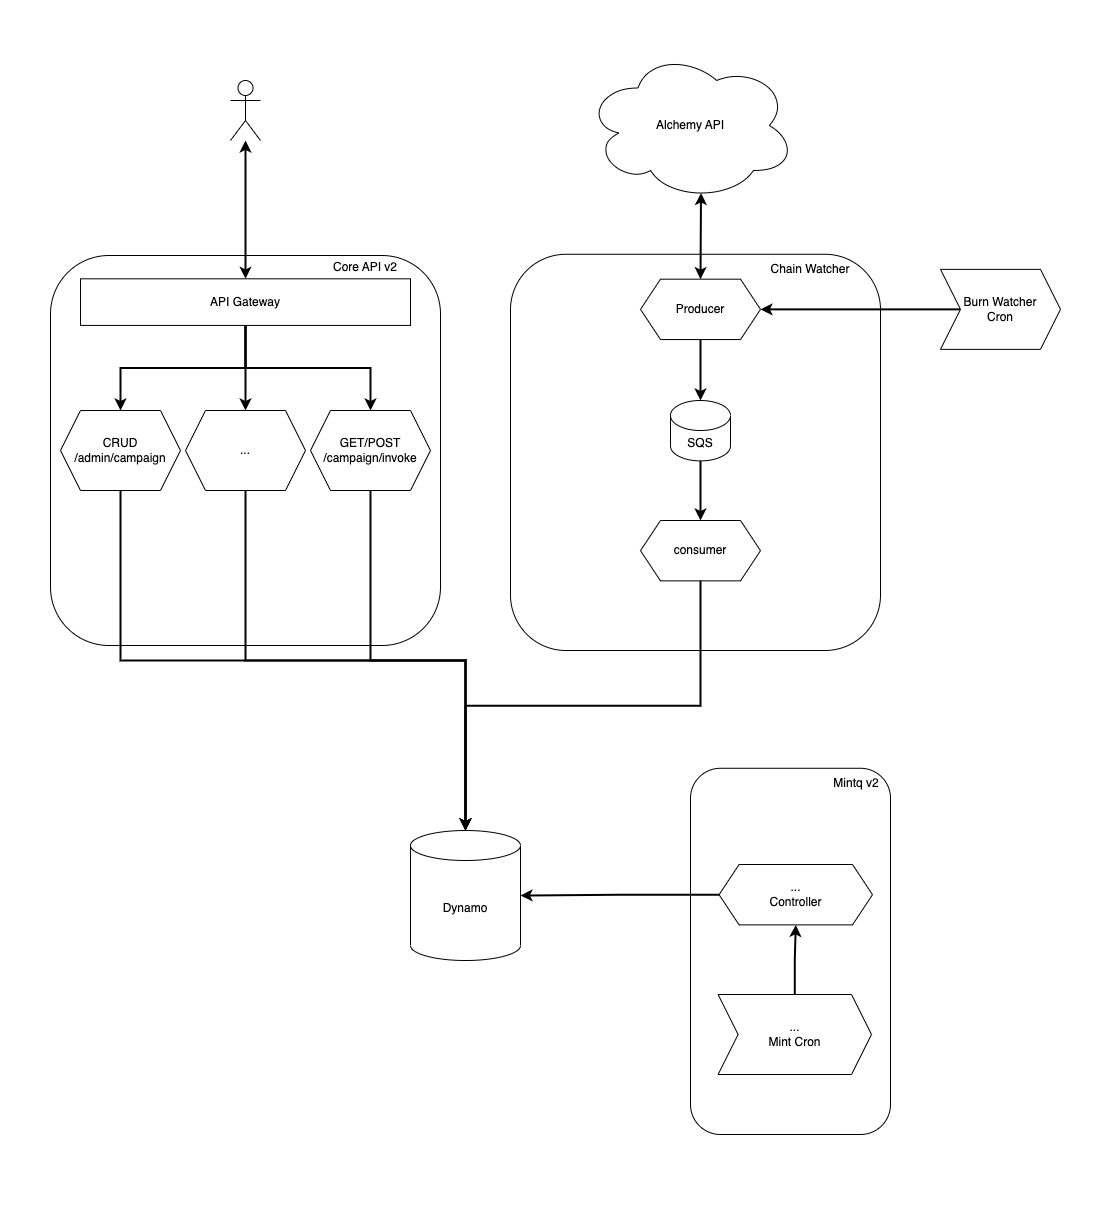 Alchemy API
Core API v2
API Gateway
CRUD
/admin/campaign
...
GET/POST
/campaign/invoke
Chain Watcher
Producer
SQS
consumer
Burn Watcher
Cron
Dynamo
Mintq v2
...
Controller
...
Mint Cron